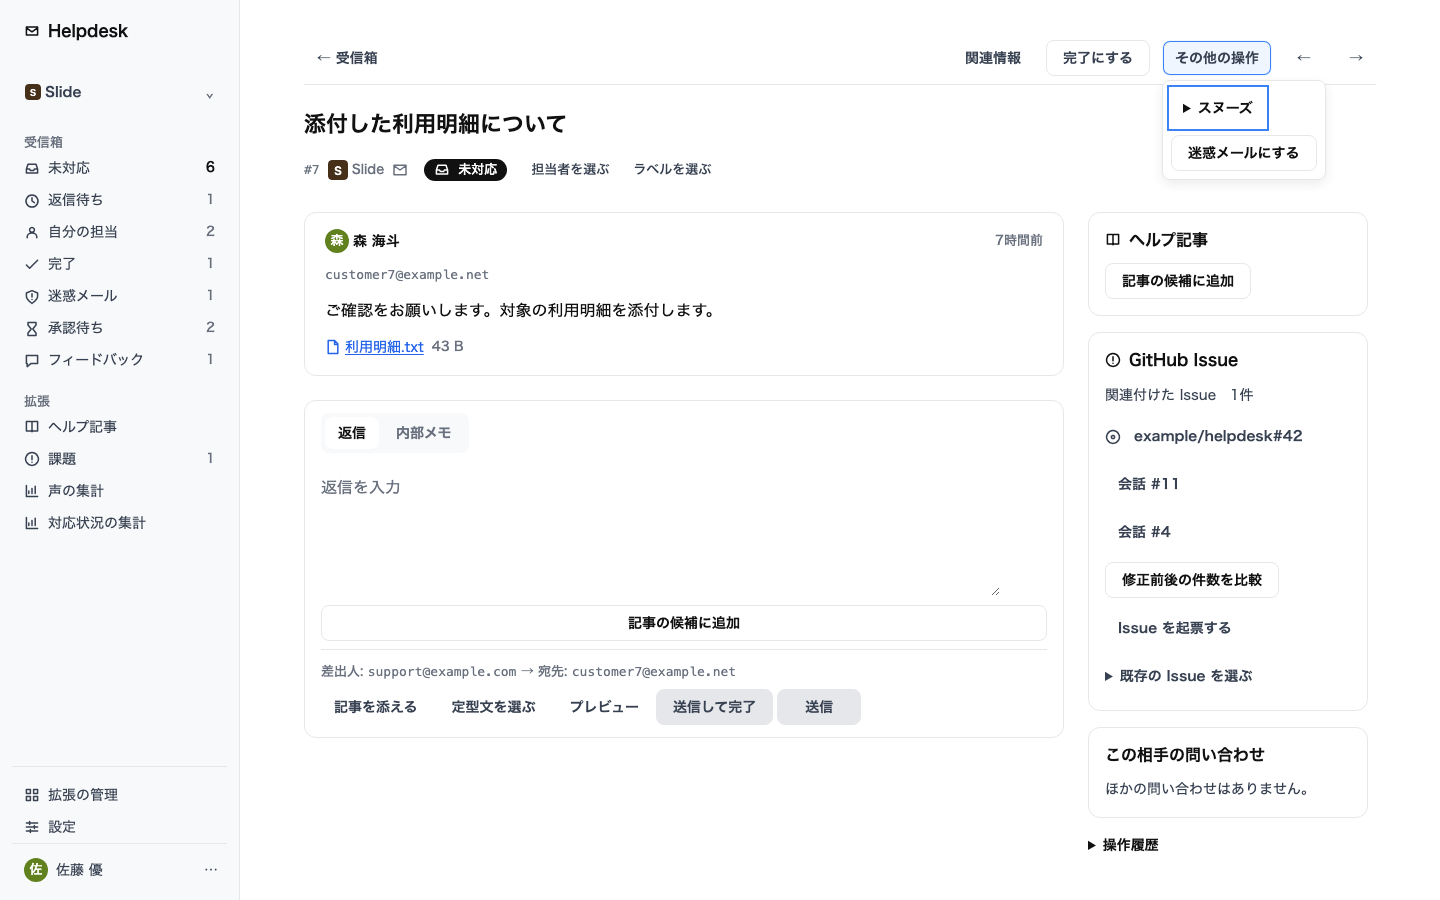 Helpdesk
S Slide
受信箱
未対応 6
返信待ち 1
自分の担当 2
完了 1
迷惑メール 1
承認待ち 2
フィードバック 1
拡張
ヘルプ記事
課題 1
声の集計
対応状況の集計
拡張の管理
設定
佐 佐藤 優 …
← 受信箱
関連情報 完了にする その他の操作 ← →
▶ スヌーズ
迷惑メールにする
添付した利用明細について
#7 S Slide 未対応 担当者を選ぶ ラベルを選ぶ
森 森 海斗 7時間前
customer7@example.net
ご確認をお願いします。対象の利用明細を添付します。
利用明細.txt 43 B
返信 内部メモ
返信を入力
記事の候補に追加
差出人: support@example.com → 宛先: customer7@example.net
記事を添える 定型文を選ぶ プレビュー 送信して完了 送信
ヘルプ記事
記事の候補に追加
GitHub Issue
関連付けた Issue 1件
example/helpdesk#42
会話 #11
会話 #4
修正前後の件数を比較
Issue を起票する
▶ 既存の Issue を選ぶ
この相手の問い合わせ
ほかの問い合わせはありません。
▶ 操作履歴